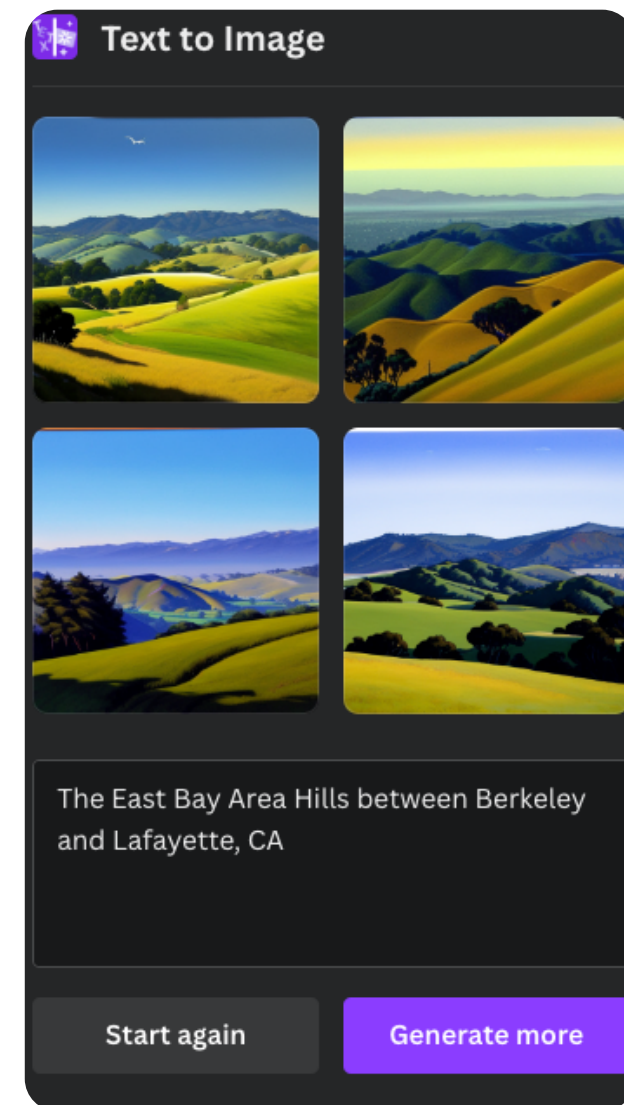 Text to Image
The East Bay Area Hills between Berkeley
and Lafayette, CA
Start again
Generate more